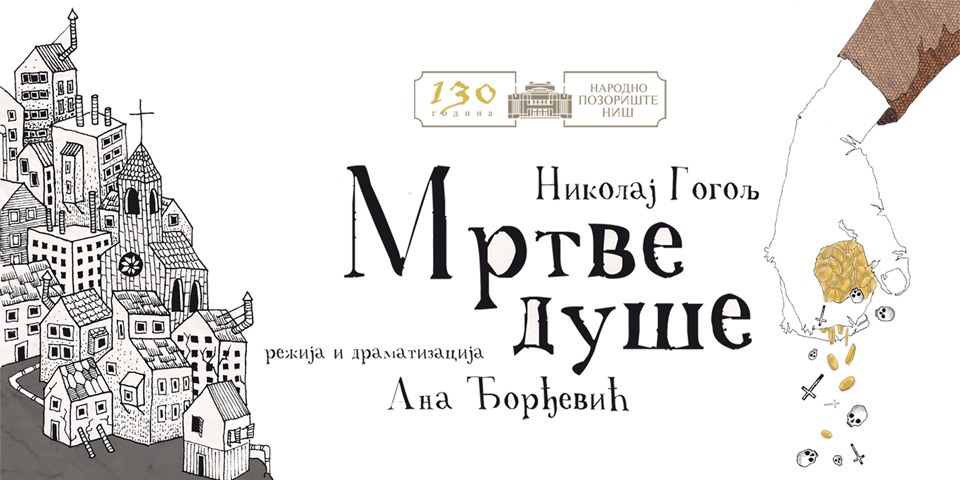 130
година
НАРОДНО
ПОЗОРИШТЕ
НИШ
Николај Гогољ
Мртве
душе
режија и драматизација
Ана Ђорђевић